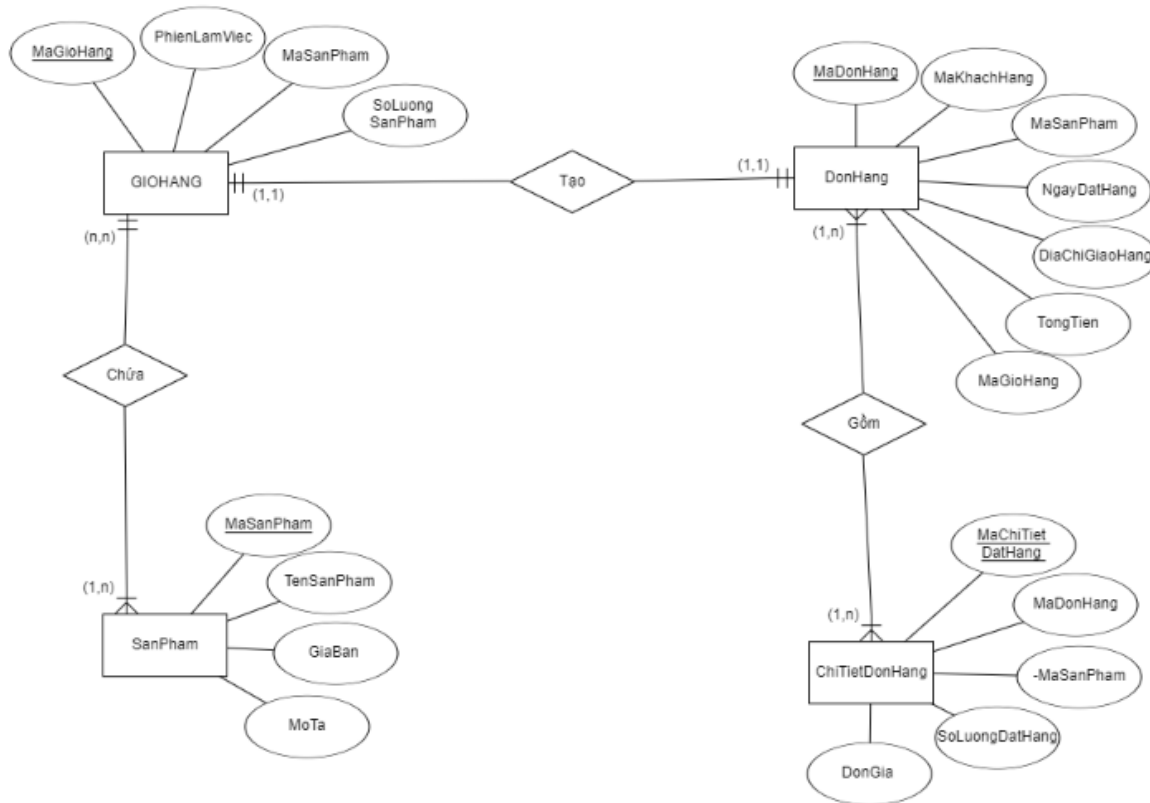 MaGioHang
PhienLamViec
MaSanPham
SoLuong
SanPham
GIOHANG
(1,1)
(n,n)
Tạo
(1,1)
MaDonHang
MaKhachHang
MaSanPham
NgayDatHang
DiaChiGiaoHang
TongTien
MaGioHang
DonHang
(1,n)
Chứa
Gồm
(1,n)
MaSanPham
TenSanPham
GiaBan
MoTa
SanPham
(1,n)
MaChiTiet
DatHang
MaDonHang
-MaSanPham
SoLuongDatHang
DonGia
ChiTietDonHang